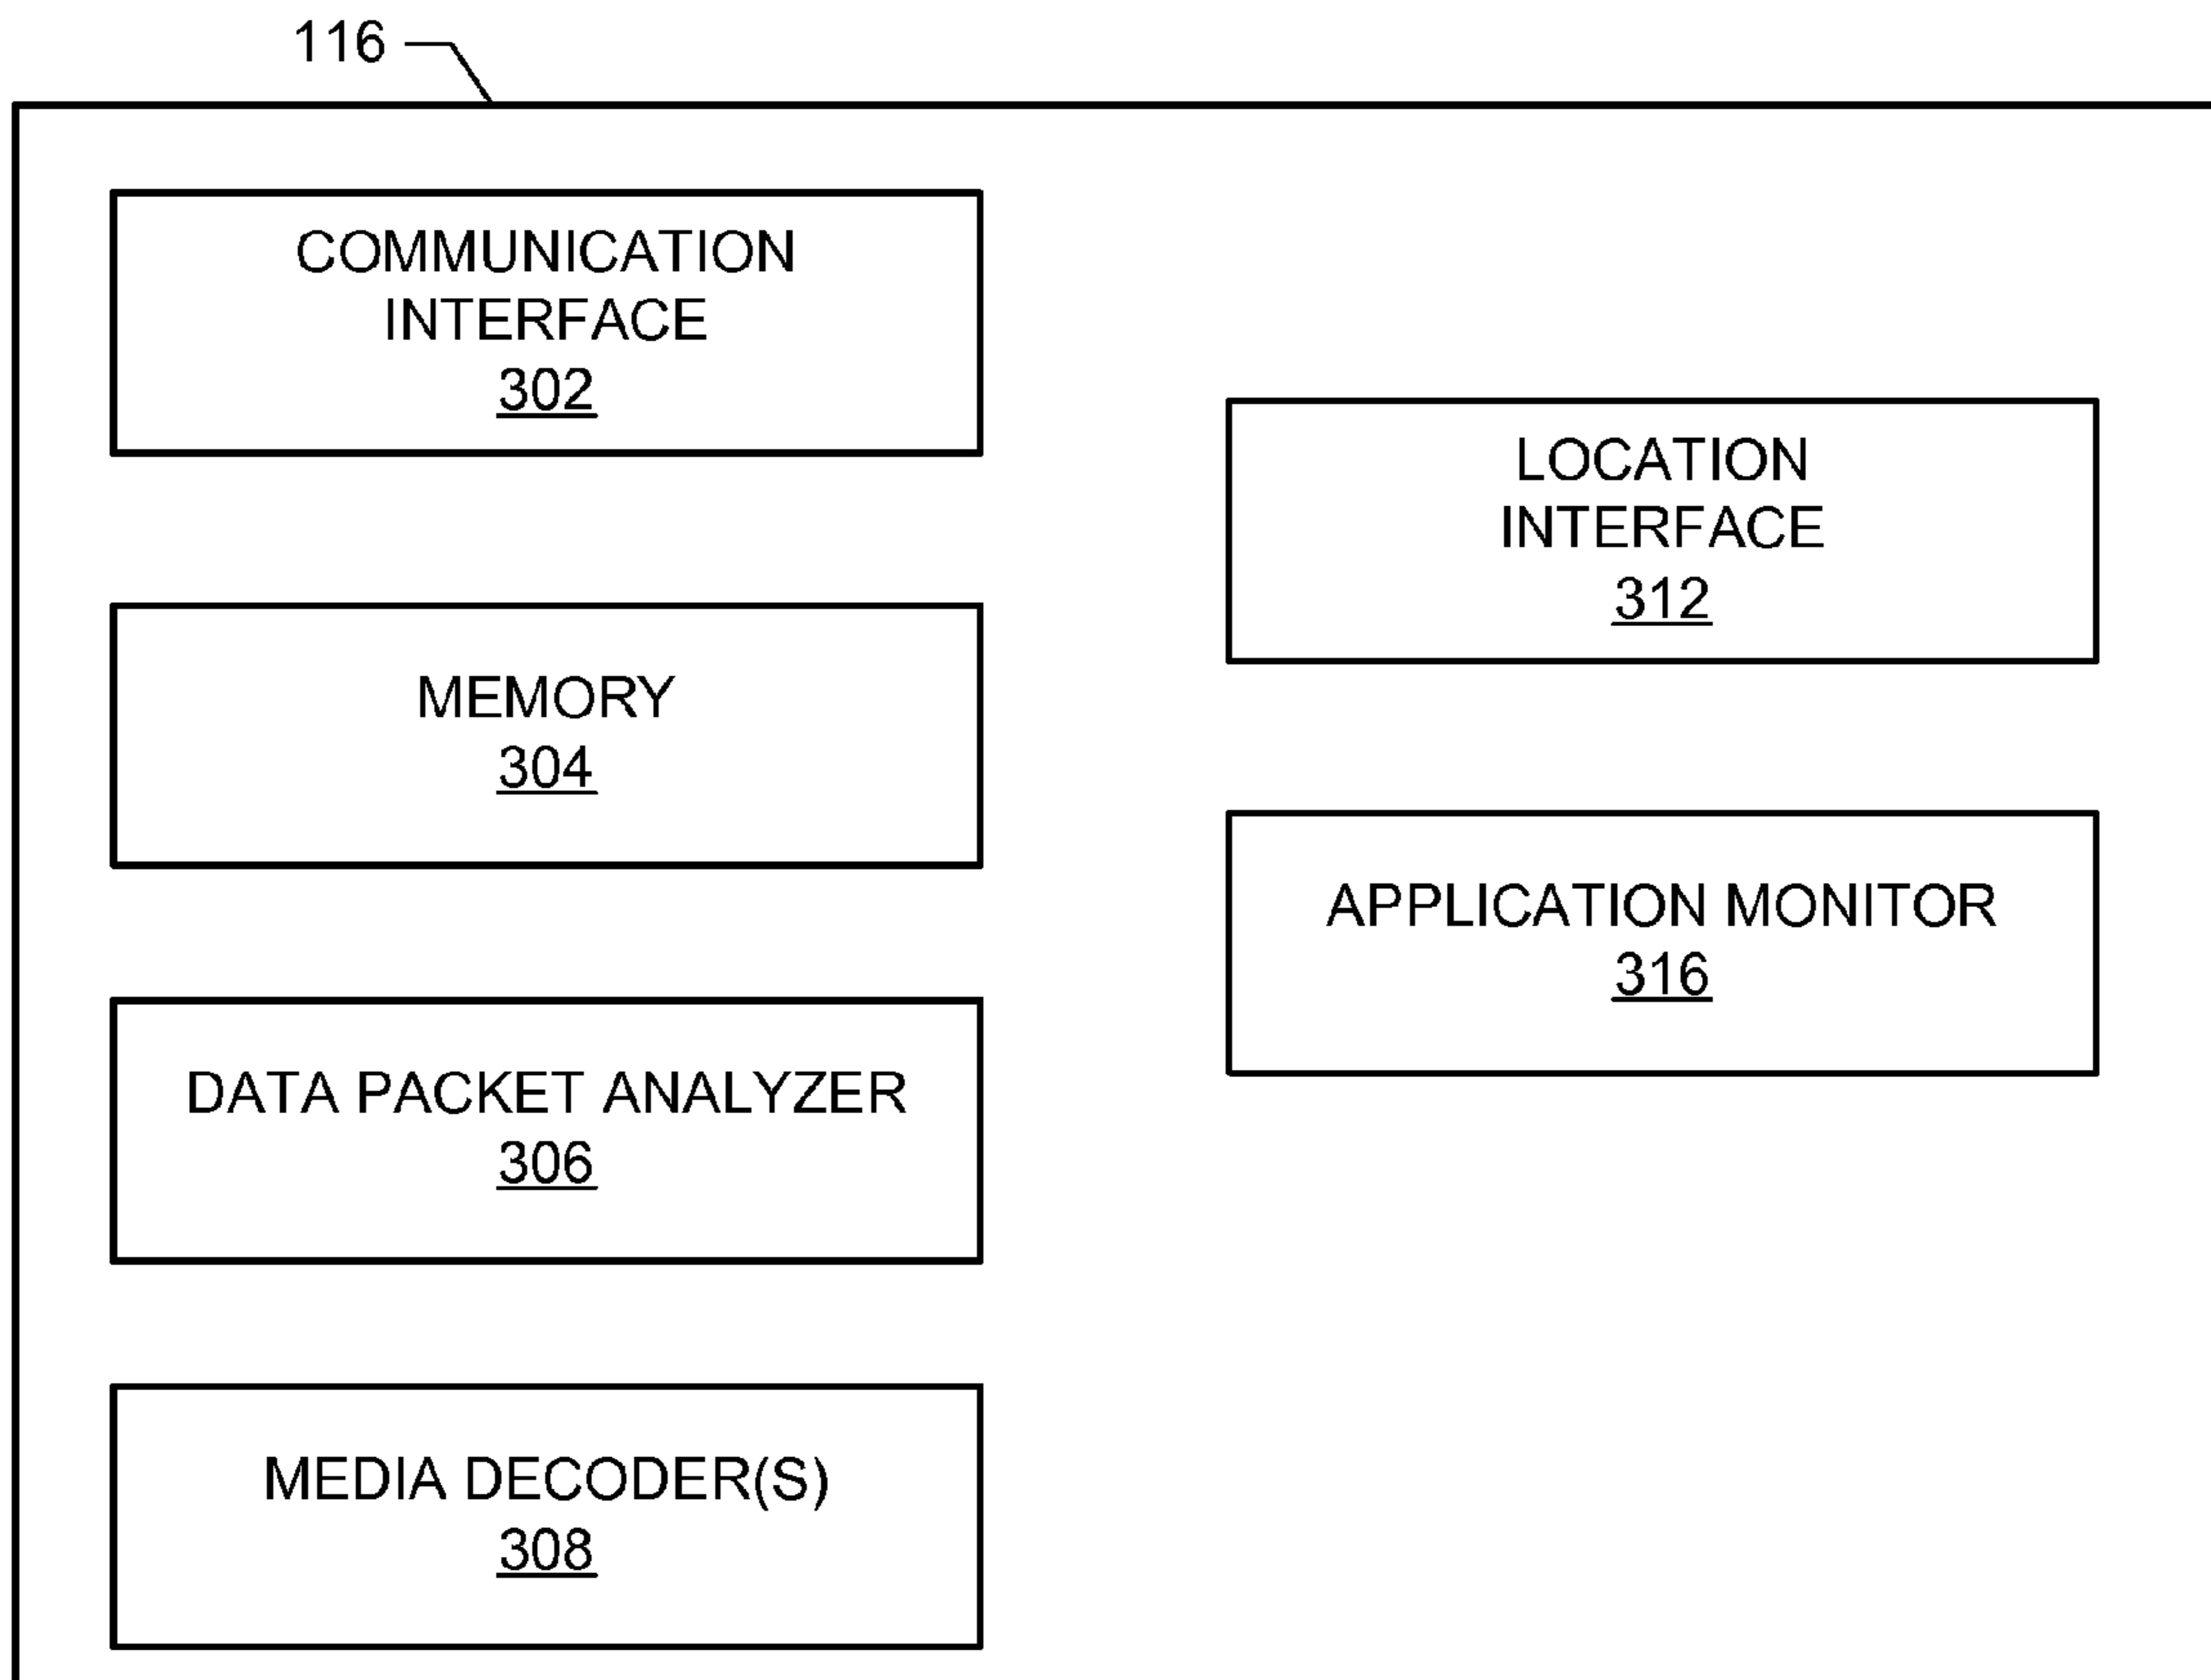 116
COMMUNICATION
INTERFACE
302
MEMORY
304
DATA PACKET ANALYZER
306
MEDIA DECODER(S)
308
LOCATION
INTERFACE
312
APPLICATION MONITOR
316